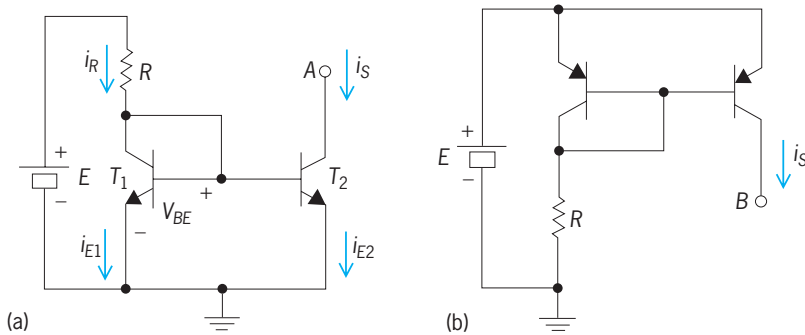 i_R
R
A
i_S
+
E
-
T_1
+
V_BE
-
T_2
i_E1
i_E2
(a)
+
E
-
R
B
i_S
(b)